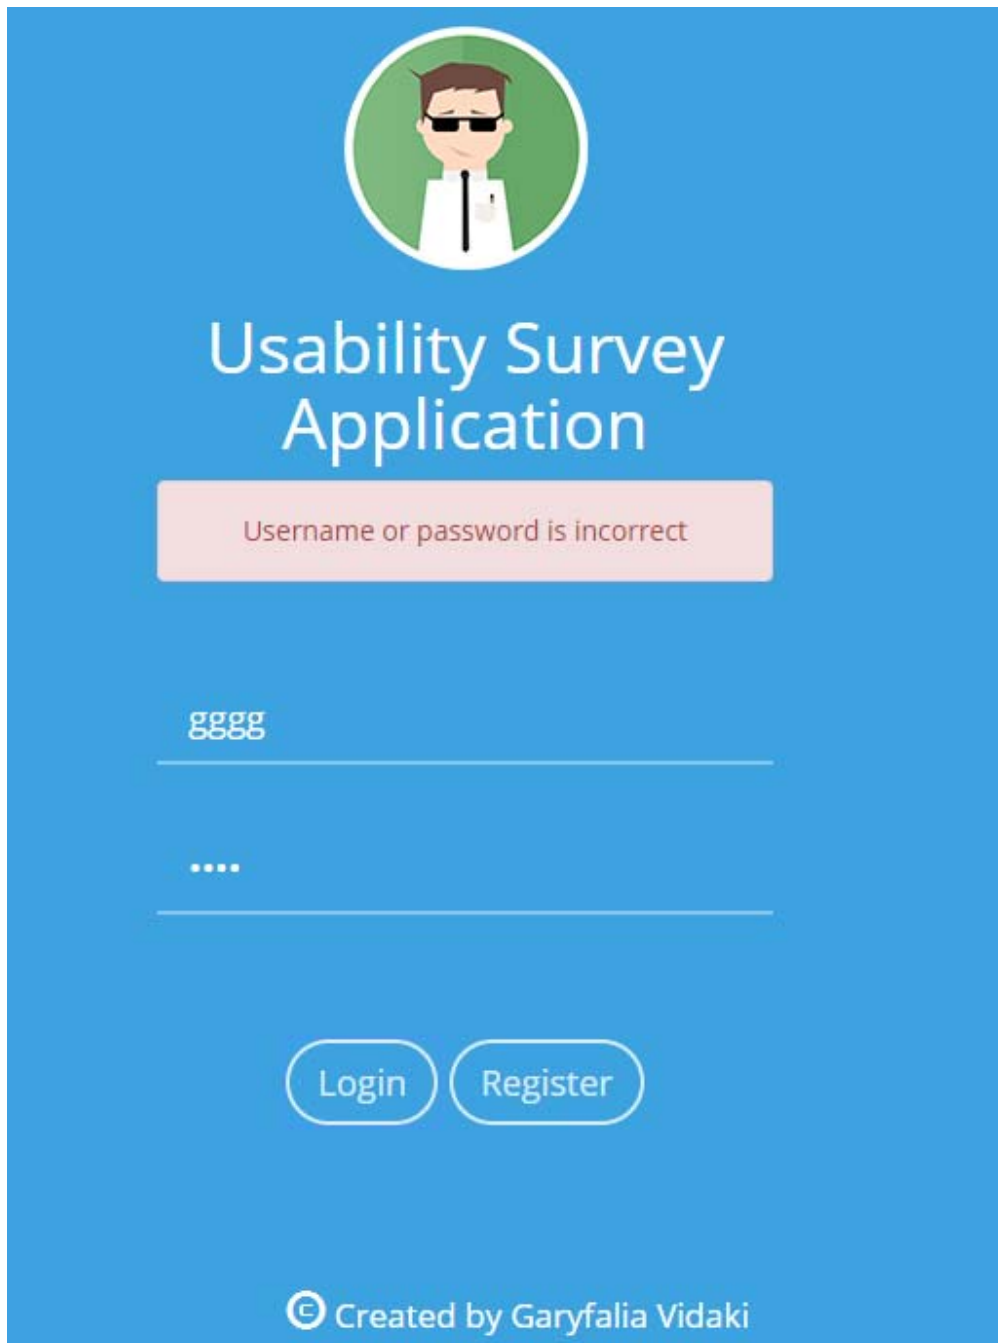 Usability Survey
Application
Username or password is incorrect
gggg
••••
Login Register
© Created by Garyfalia Vidaki